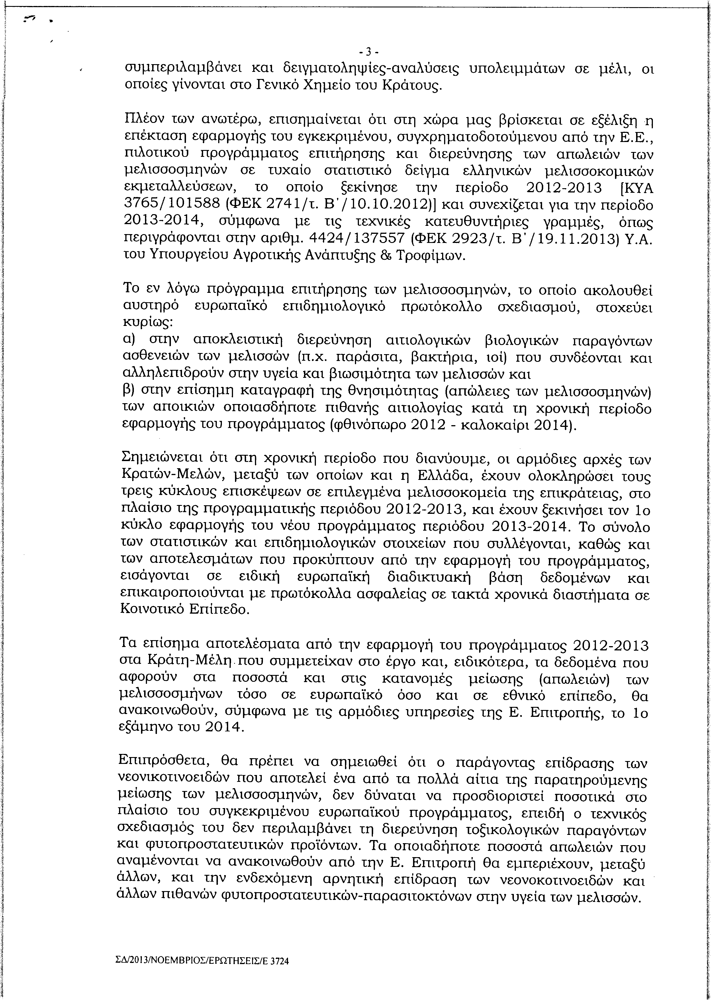 - 3 -
συμπεριλαμβάνει και δειγματοληψίες-αναλύσεις υπολειμμάτων σε μέλι, οι
οποίες γίνονται στο Γενικό Χημείο του Κράτους.
Πλέον των ανωτέρω, επισημαίνεται ότι στη χώρα μας βρίσκεται σε εξέλιξη η
επέκταση εφαρμογής του εγκεκριμένου, συγχρηματοδοτούμενου από την Ε.Ε.,
πιλοτικού προγράμματος επιτήρησης και διερεύνησης των απωλειών των
μελισσοσμηνών σε τυχαίο στατιστικό δείγμα ελληνικών μελισσοκομικών
εκμεταλλεύσεων, το οποίο ξεκίνησε την περίοδο 2012-2013 [ΚΥΑ
3765/101588 (ΦΕΚ 2741/τ. Β'/10.10.2012)] και συνεχίζεται για την περίοδο
2013-2014, σύμφωνα με τις τεχνικές κατευθυντήριες γραμμές, όπως
περιγράφονται στην αριθμ. 4424/137557 (ΦΕΚ 2923/τ. Β'/19.11.2013) Υ.Α.
του Υπουργείου Αγροτικής Ανάπτυξης & Τροφίμων.
Το εν λόγω πρόγραμμα επιτήρησης των μελισσοσμηνών, το οποίο ακολουθεί
αυστηρό ευρωπαϊκό επιδημιολογικό πρωτόκολλο σχεδιασμού, στοχεύει
κυρίως:
α) στην αποκλειστική διερεύνηση αιτιολογικών βιολογικών παραγόντων
ασθενειών των μελισσών (π.χ. παράσιτα, βακτήρια, ιοί) που συνδέονται και
αλληλεπιδρούν στην υγεία και βιωσιμότητα των μελισσών και
β) στην επίσημη καταγραφή της θνησιμότητας (απώλειες των μελισσοσμηνών)
των αποικιών οποιασδήποτε πιθανής αιτιολογίας κατά τη χρονική περίοδο
εφαρμογής του προγράμματος (φθινόπωρο 2012 - καλοκαίρι 2014).
Σημειώνεται ότι στη χρονική περίοδο που διανύουμε, οι αρμόδιες αρχές των
Κρατών-Μελών, μεταξύ των οποίων και η Ελλάδα, έχουν ολοκληρώσει τους
τρεις κύκλους επισκέψεων σε επιλεγμένα μελισσοκομεία της επικράτειας, στο
πλαίσιο της προγραμματικής περιόδου 2012-2013, και έχουν ξεκινήσει τον 1ο
κύκλο εφαρμογής του νέου προγράμματος περιόδου 2013-2014. Το σύνολο
των στατιστικών και επιδημιολογικών στοιχείων που συλλέγονται, καθώς και
των αποτελεσμάτων που προκύπτουν από την εφαρμογή του προγράμματος,
εισάγονται σε ειδική ευρωπαϊκή διαδικτυακή βάση δεδομένων και
επικαιροποιούνται με πρωτόκολλα ασφαλείας σε τακτά χρονικά διαστήματα σε
Κοινοτικό Επίπεδο.
Τα επίσημα αποτελέσματα από την εφαρμογή του προγράμματος 2012-2013
στα Κράτη-Μέλη που συμμετείχαν στο έργο και, ειδικότερα, τα δεδομένα που
αφορούν στα ποσοστά και στις κατανομές μείωσης (απωλειών) των
μελισσοσμήνων τόσο σε ευρωπαϊκό όσο και σε εθνικό επίπεδο, θα
ανακοινωθούν, σύμφωνα με τις αρμόδιες υπηρεσίες της Ε. Επιτροπής, το 1ο
εξάμηνο του 2014.
Επιπρόσθετα, θα πρέπει να σημειωθεί ότι ο παράγοντας επίδρασης των
νεονικοτινοειδών που αποτελεί ένα από τα πολλά αίτια της παρατηρούμενης
μείωσης των μελισσοσμηνών, δεν δύναται να προσδιοριστεί ποσοτικά στο
πλαίσιο του συγκεκριμένου ευρωπαϊκού προγράμματος, επειδή ο τεχνικός
σχεδιασμός του δεν περιλαμβάνει τη διερεύνηση τοξικολογικών παραγόντων
και φυτοπροστατευτικών προϊόντων. Τα οποιαδήποτε ποσοστά απωλειών που
αναμένονται να ανακοινωθούν από την Ε. Επιτροπή θα εμπεριέχουν, μεταξύ
άλλων, και την ενδεχόμενη αρνητική επίδραση των νεονοκοτινοειδών και
άλλων πιθανών φυτοπροστατευτικών-παρασιτοκτόνων στην υγεία των μελισσών.
ΣΔ/2013/ΝΟΕΜΒΡΙΟΣ/ΕΡΩΤΗΣΕΙΣ/Ε 3724